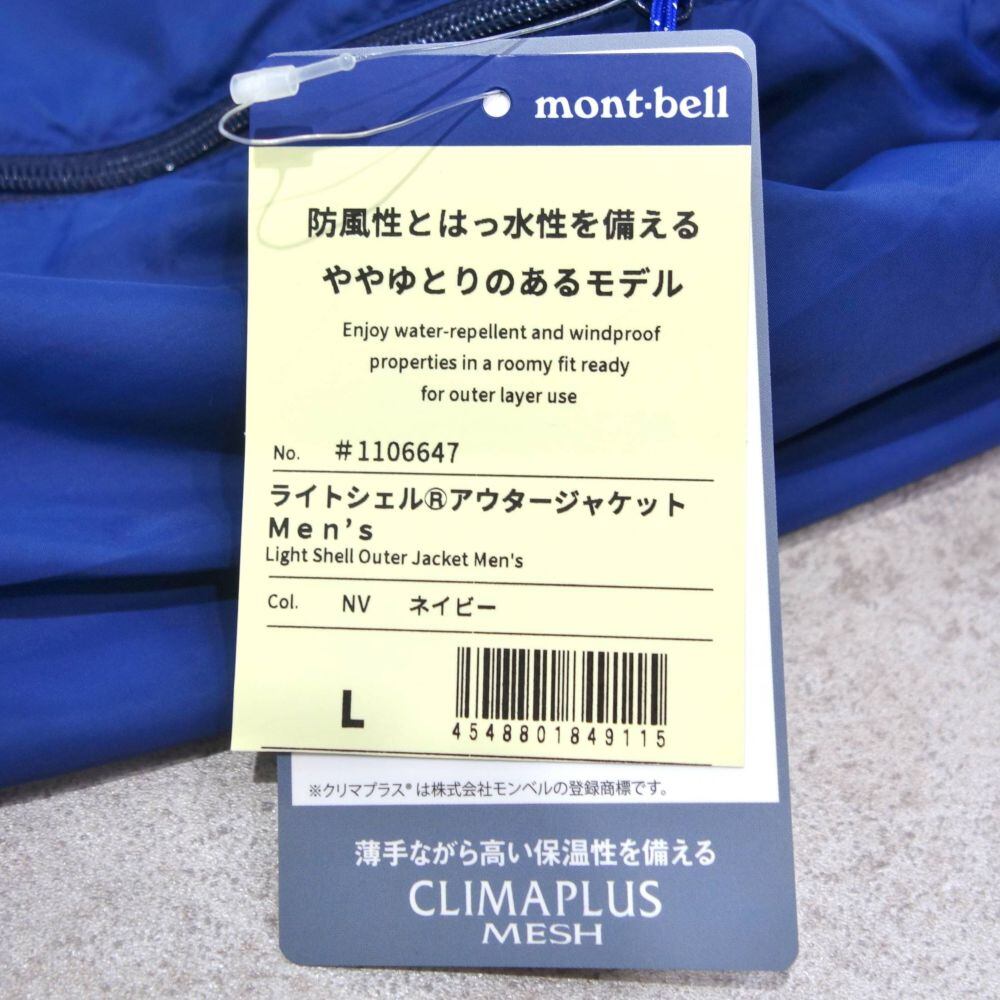 mont-bell
防風性とはっ水性を備える
ややゆとりのあるモデル
Enjoy water-repellent and windproof
properties in a roomy fit ready
for outer layer use
No. #1106647
ライトシェル®アウタージャケット
Men's
Light Shell Outer Jacket Men's
Col. NV ネイビー
L
4548801849115
※クリマプラス®は株式会社モンベルの登録商標です。
薄手ながら高い保温性を備える
CLIMAPLUS
MESH